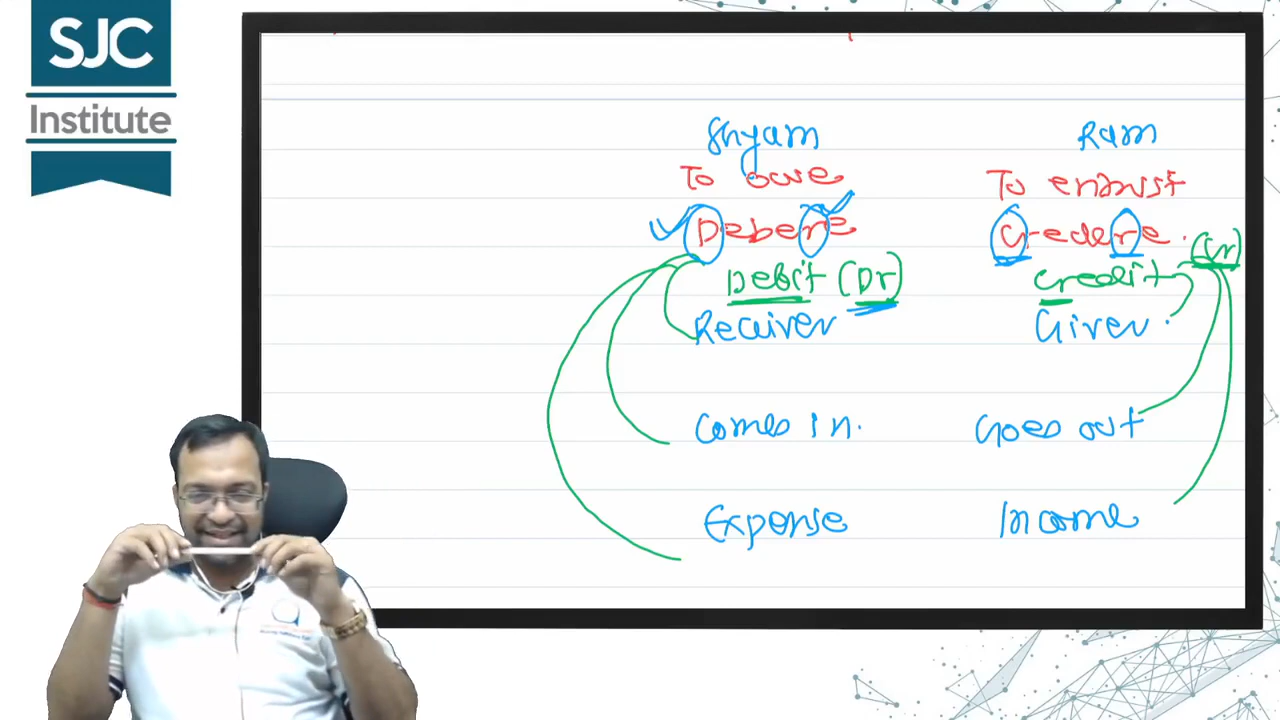 SJC
Institute
Shyam Ram
To owe To entrust
Debere Credere. (Cr)
Debit (Dr) Credit
Receiver Giver.
Comes in. Goes out
Expense Income